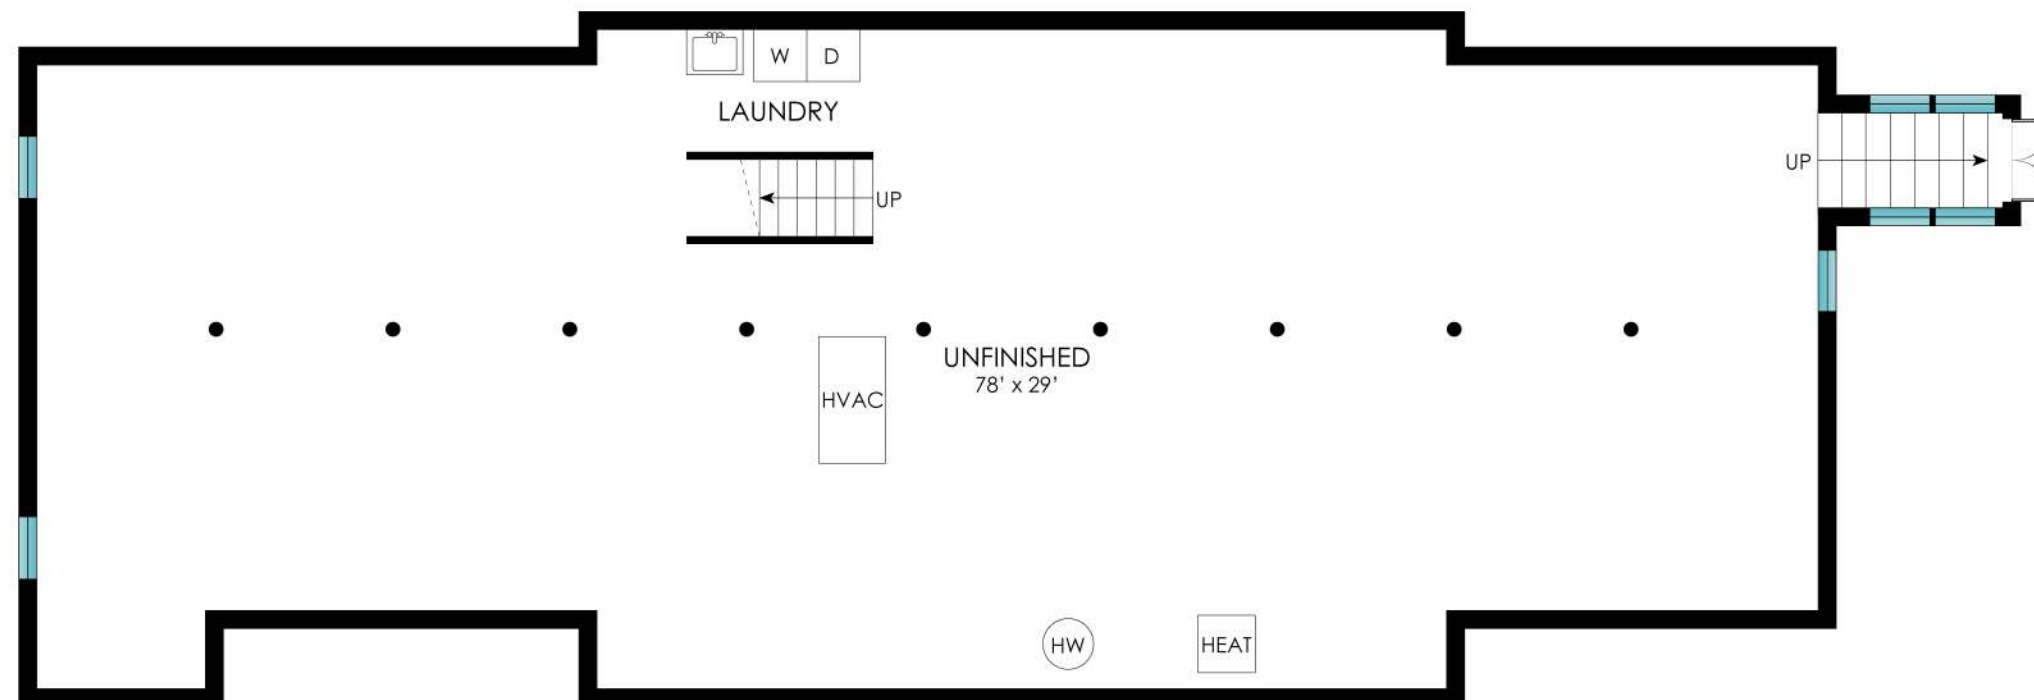 W D
LAUNDRY
UP
UP
UNFINISHED
78' x 29'
HVAC
HW
HEAT